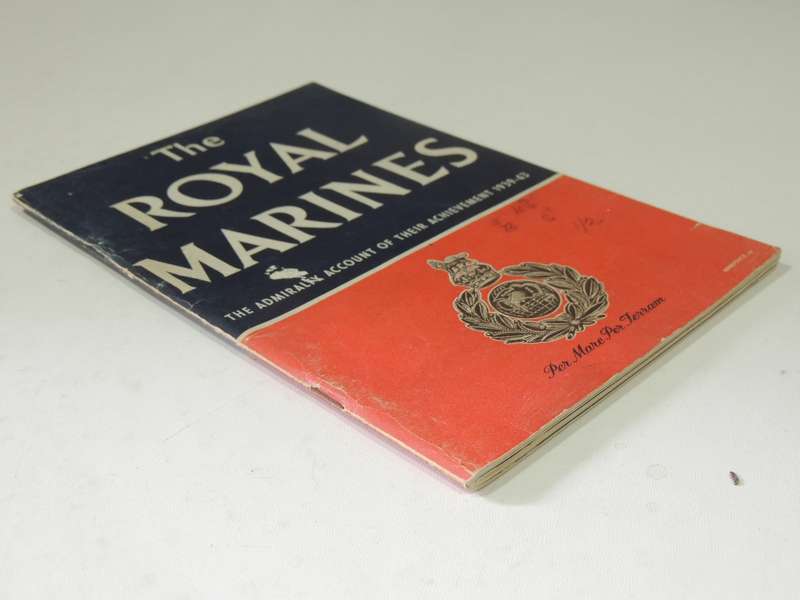 The
ROYAL
MARINES
THE ADMIRALTY ACCOUNT OF THEIR ACHIEVEMENT 1939-43
Per Mare Per Terram